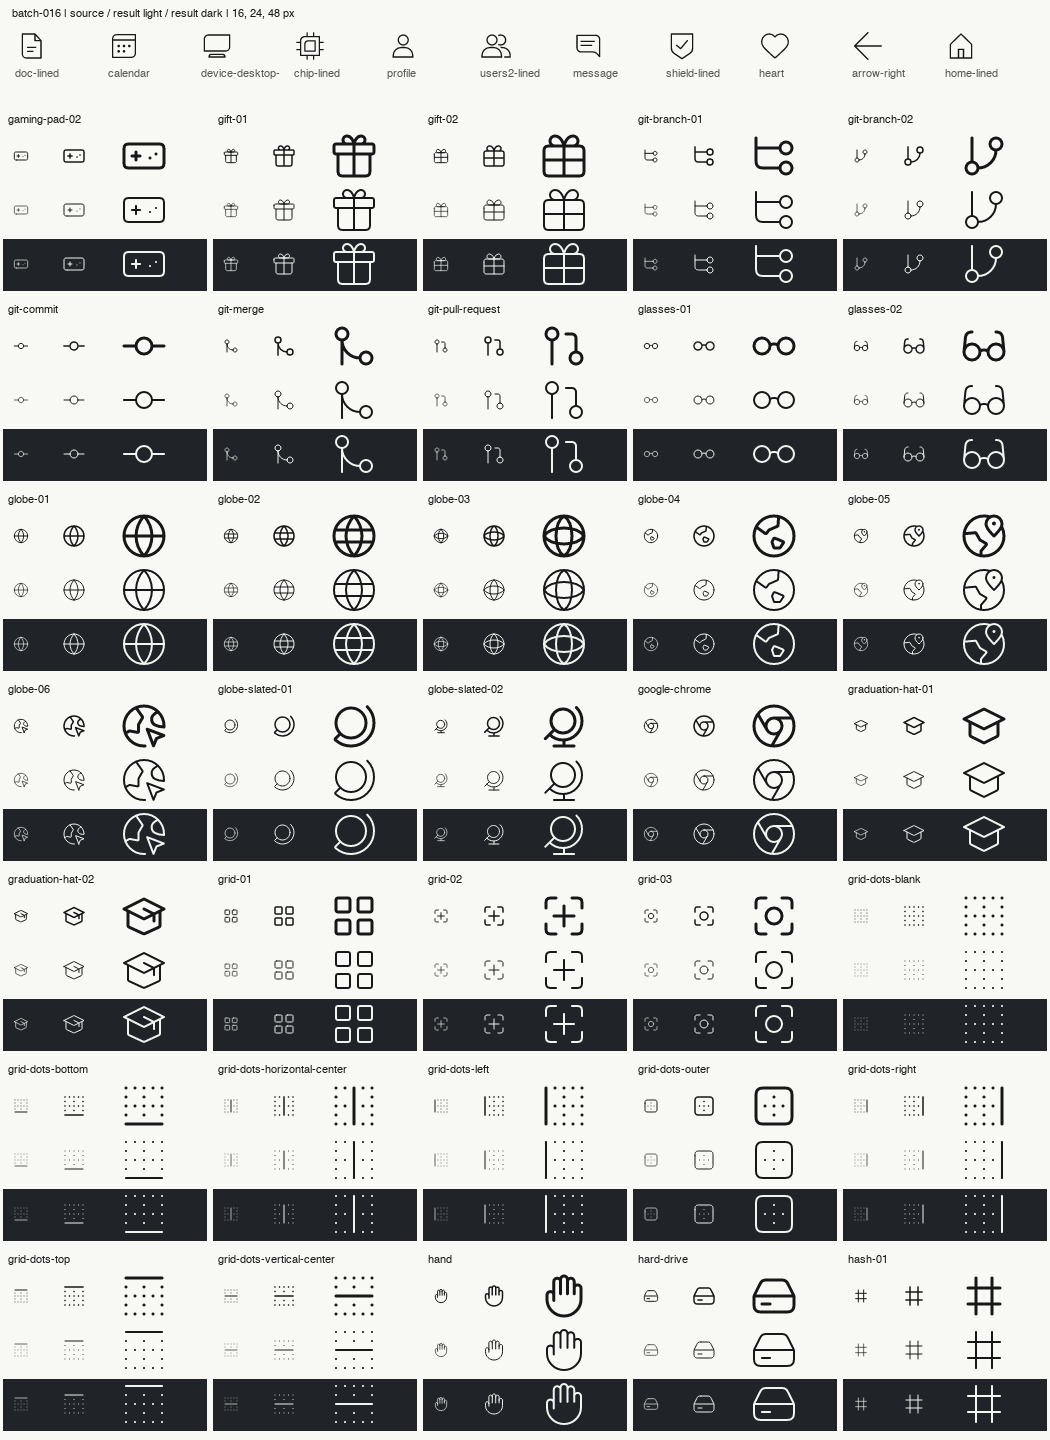 batch-016 | source / result light / result dark | 16, 24, 48 px
doc-lined calendar device-desktop- chip-lined profile users2-lined message shield-lined heart arrow-right home-lined
gaming-pad-02 gift-01 gift-02 git-branch-01 git-branch-02
git-commit git-merge git-pull-request glasses-01 glasses-02
globe-01 globe-02 globe-03 globe-04 globe-05
globe-06 globe-slated-01 globe-slated-02 google-chrome graduation-hat-01
graduation-hat-02 grid-01 grid-02 grid-03 grid-dots-blank
grid-dots-bottom grid-dots-horizontal-center grid-dots-left grid-dots-outer grid-dots-right
grid-dots-top grid-dots-vertical-center hand hard-drive hash-01